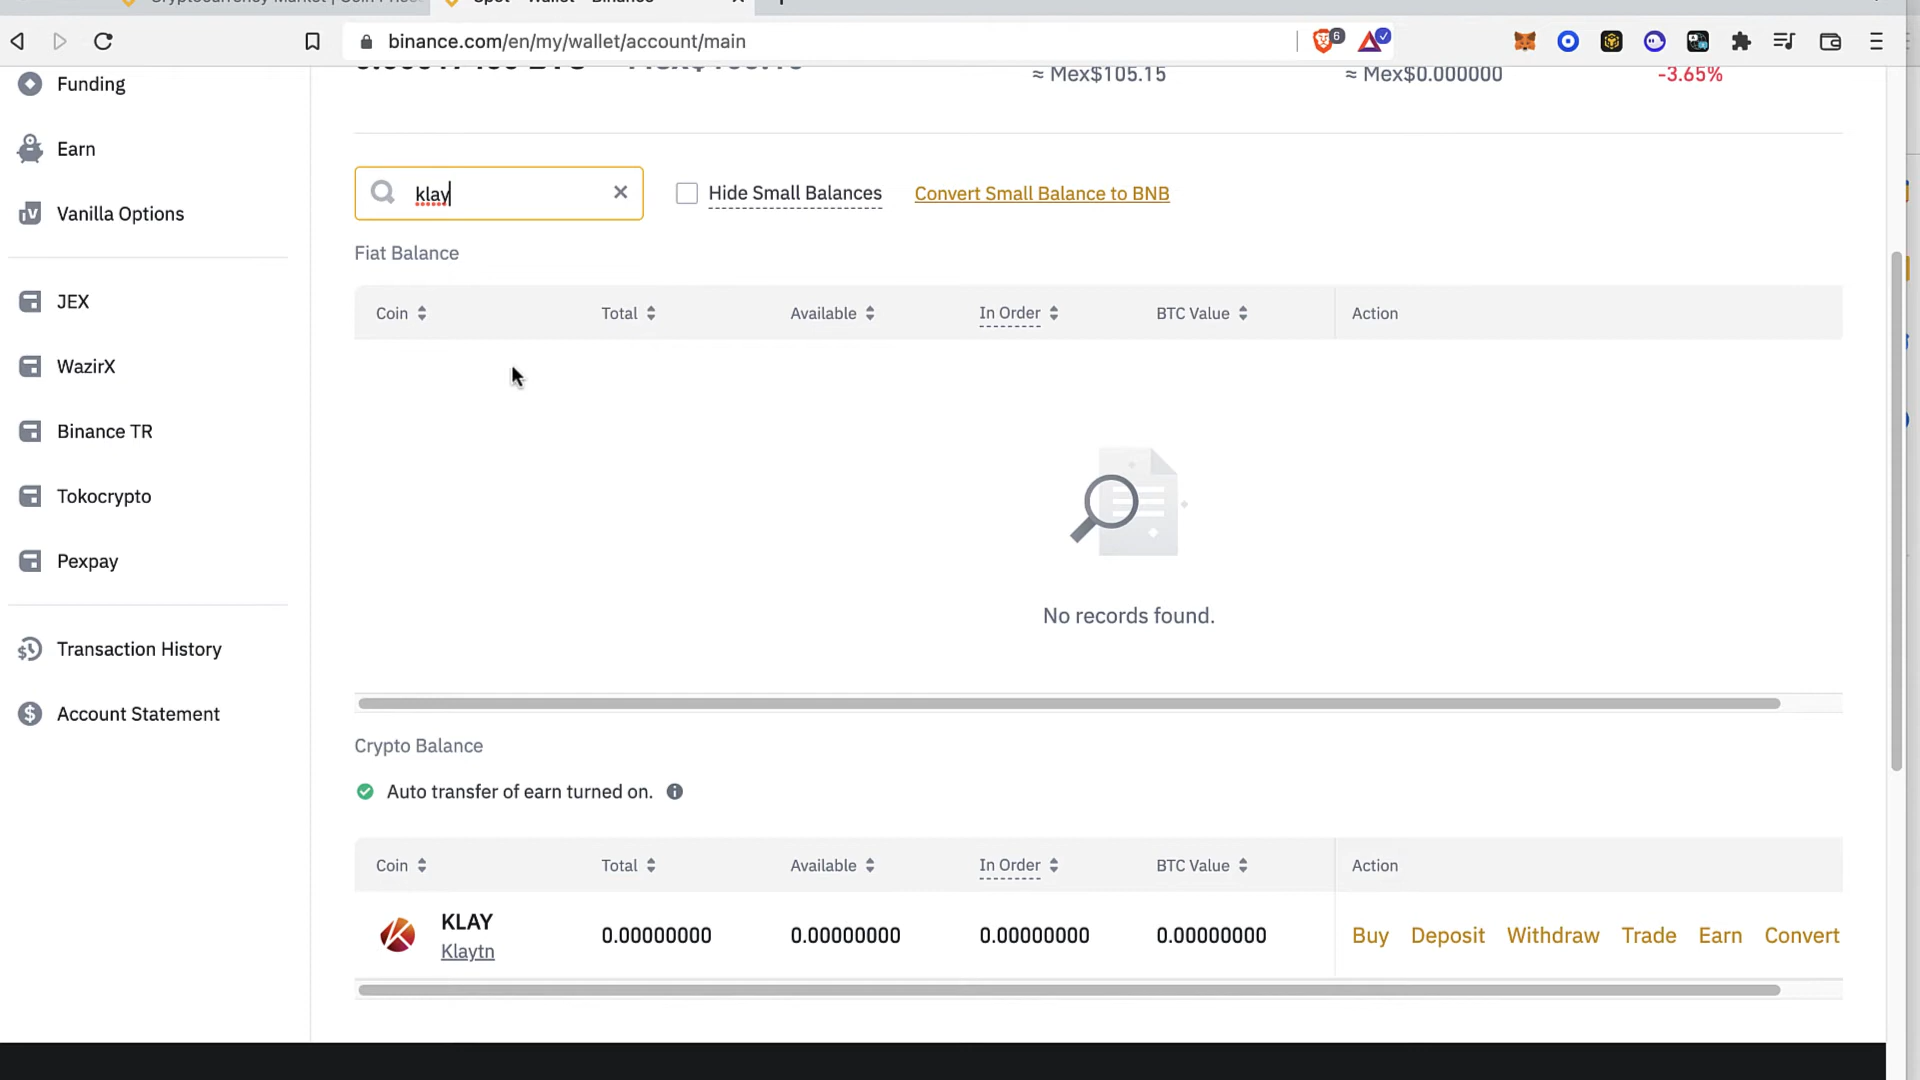 binance.com/en/my/wallet/account/main
6
≈ Mex$105.15 ≈ Mex$0.000000 -3.65%
Funding
Earn
Vanilla Options
JEX
WazirX
Binance TR
Tokocrypto
Pexpay
Transaction History
Account Statement
klay
Hide Small Balances
Convert Small Balance to BNB
Fiat Balance
Coin Total Available In Order BTC Value Action
No records found.
Crypto Balance
Auto transfer of earn turned on.
Coin Total Available In Order BTC Value Action
KLAY
Klaytn
0.00000000 0.00000000 0.00000000 0.00000000 Buy Deposit Withdraw Trade Earn Convert